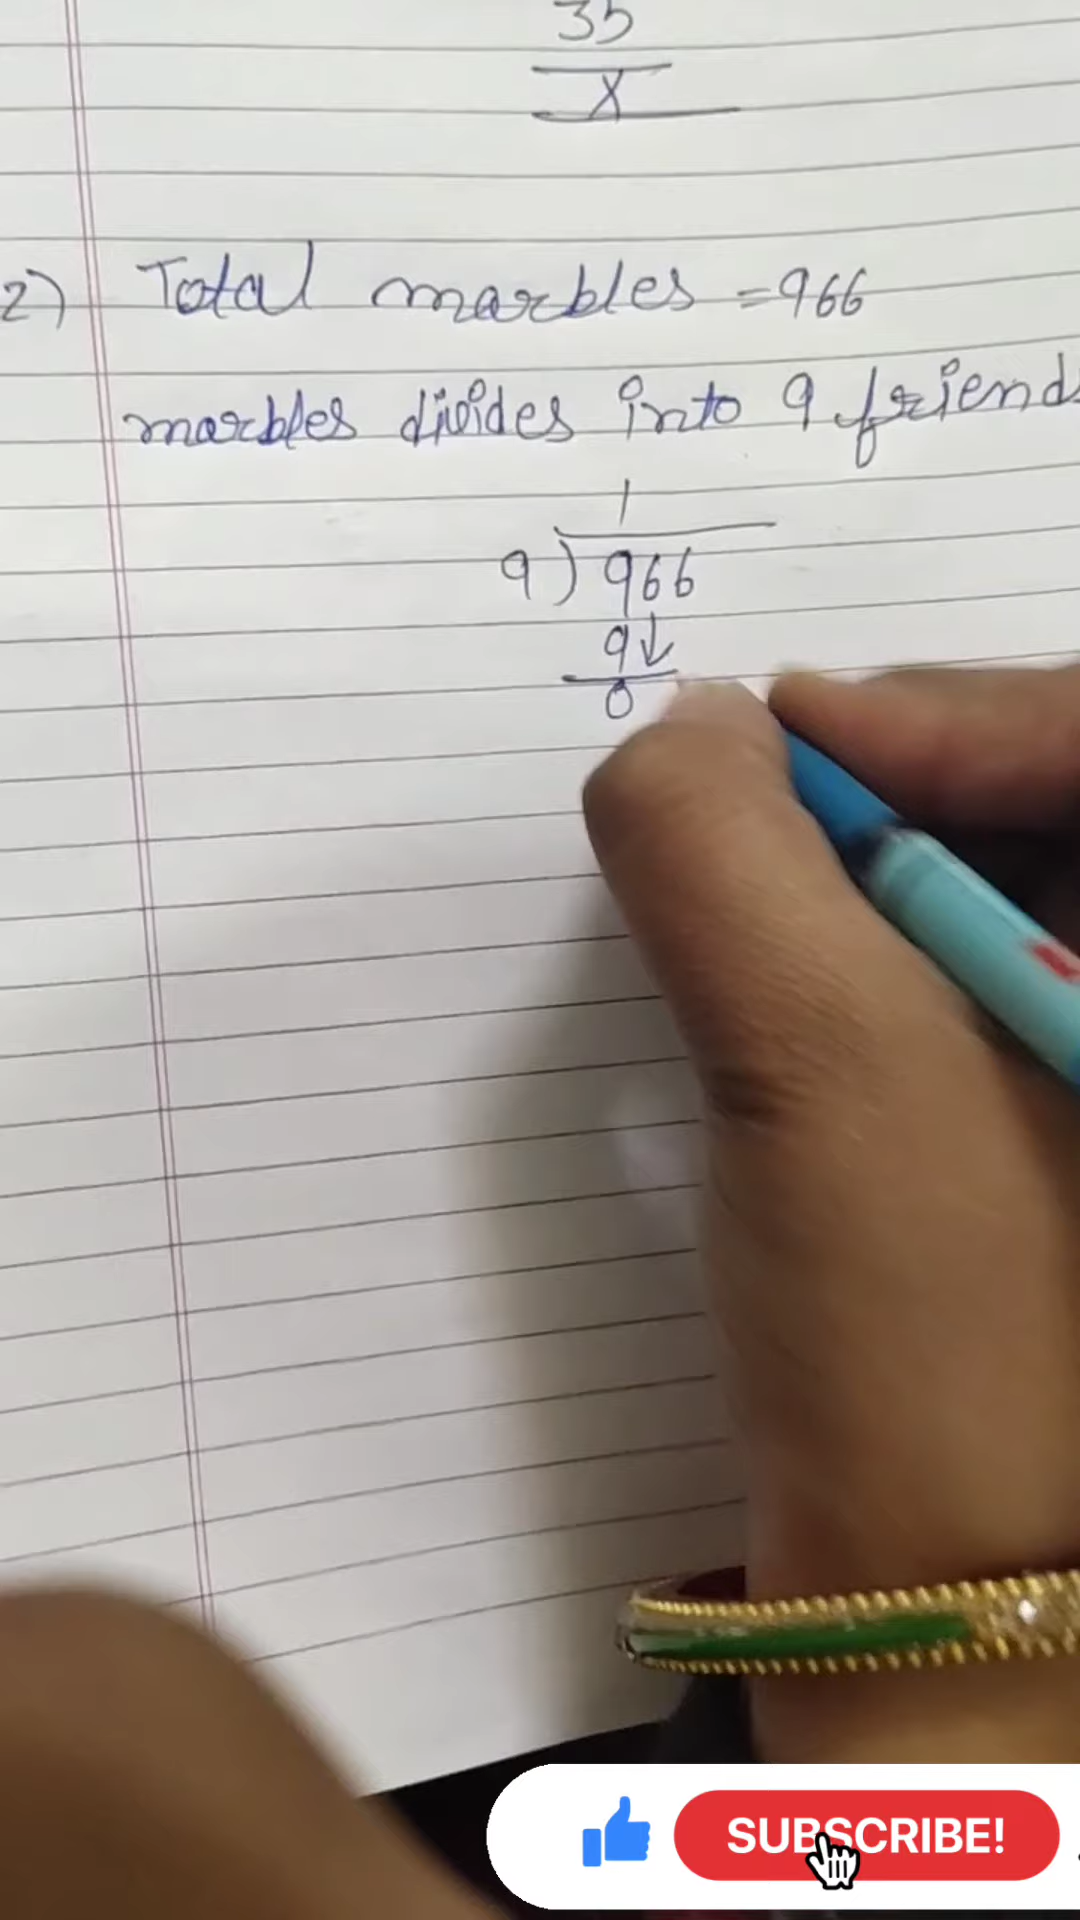 35
X
2) Total marbles = 966
marbles divides into 9 friends
1
9) 966
9↓
0
SUBSCRIBE!